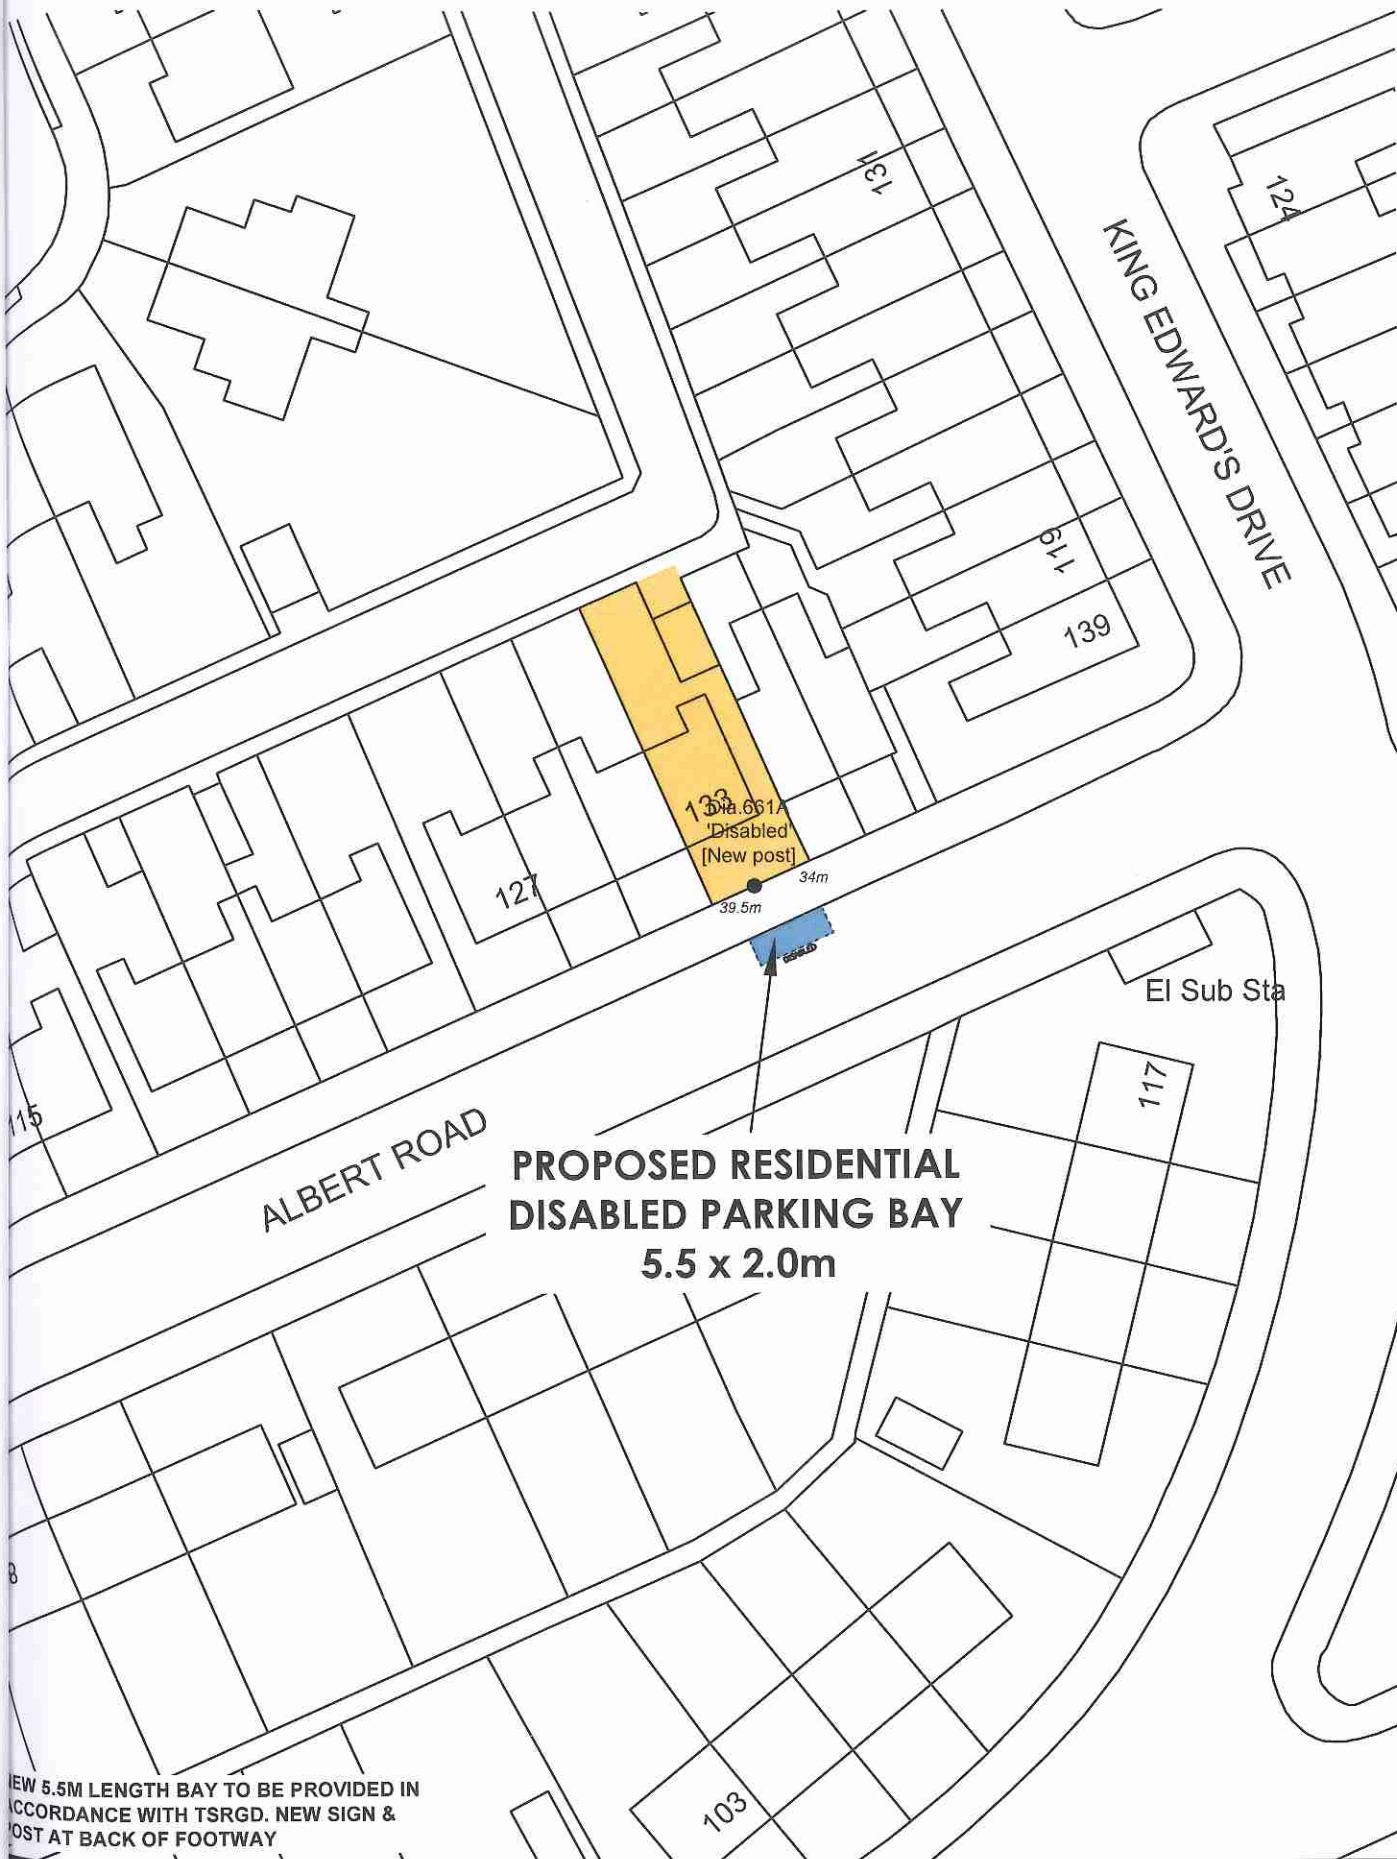 131
124
KING EDWARD'S DRIVE
119
139
133
Dia.661A
'Disabled'
[New post]
34m
127
39.5m
DISABLED
El Sub Sta
117
115
ALBERT ROAD
PROPOSED RESIDENTIAL
DISABLED PARKING BAY
5.5 x 2.0m
8
103
EW 5.5M LENGTH BAY TO BE PROVIDED IN
CCORDANCE WITH TSRGD. NEW SIGN &
OST AT BACK OF FOOTWAY